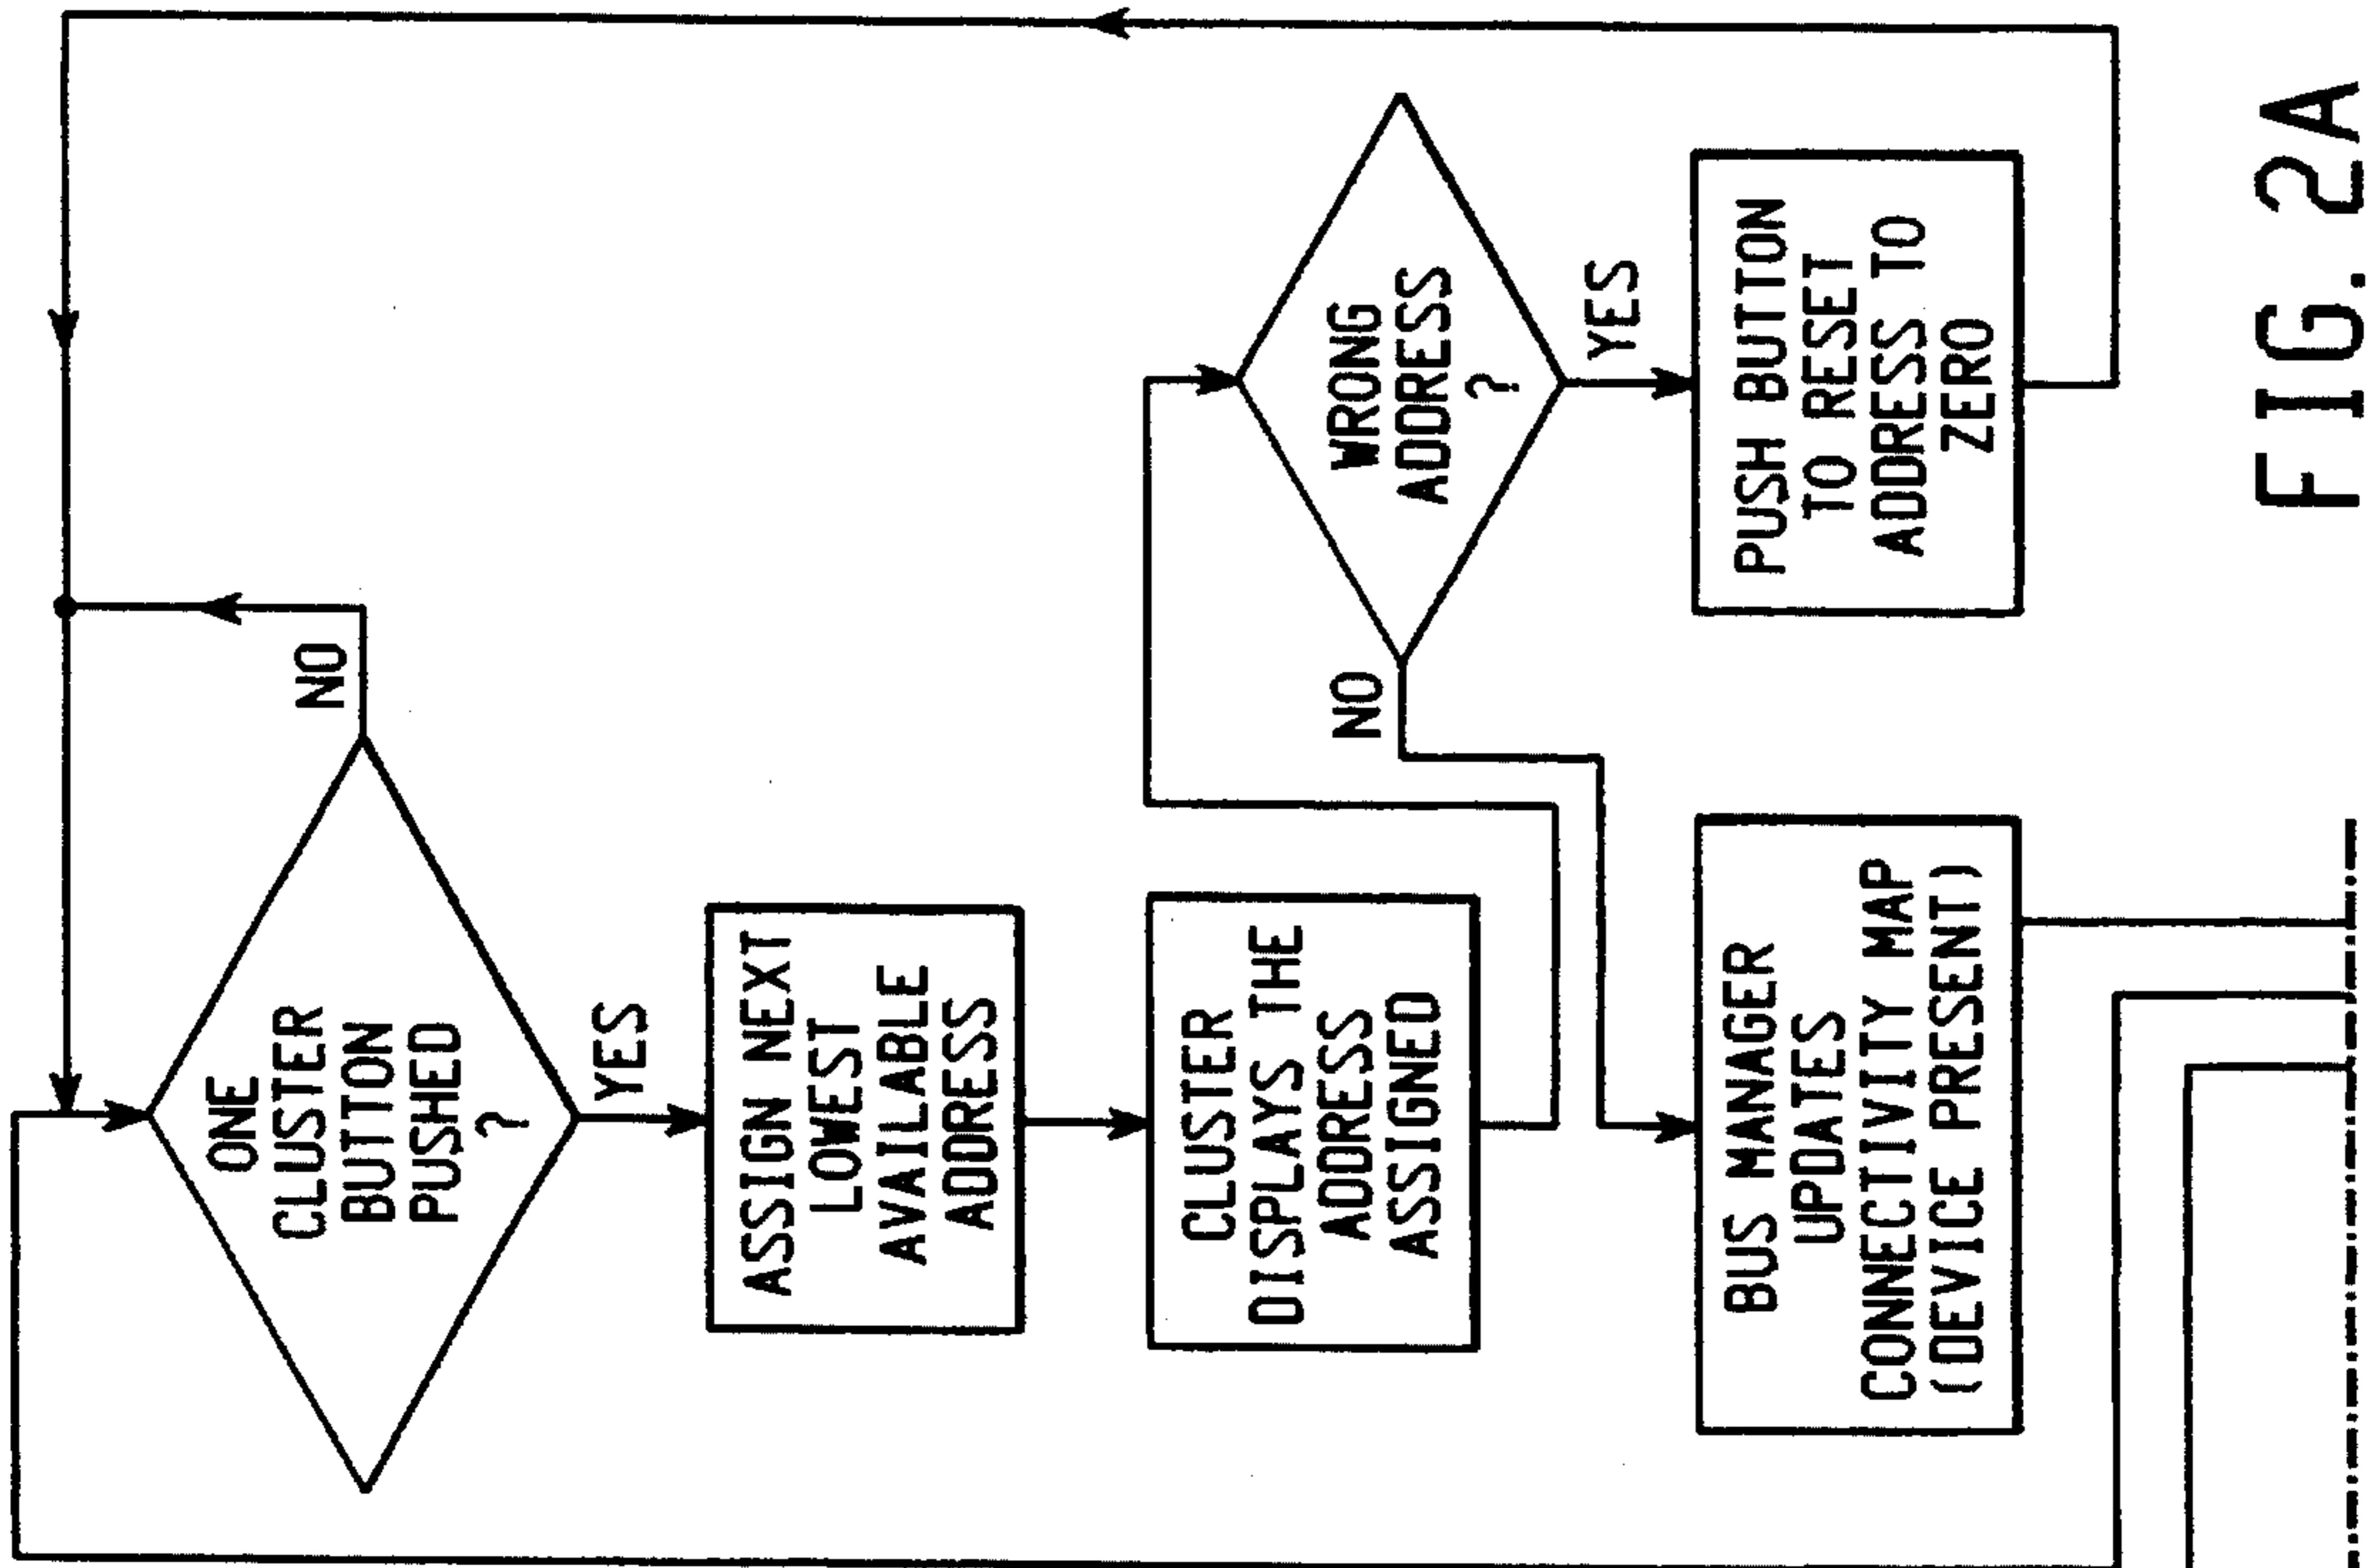 ONE
CLUSTER
BUTTON
PUSHED
?
NO
YES
ASSIGN NEXT
LOWEST
AVAILABLE
ADDRESS
CLUSTER
DISPLAYS THE
ADDRESS
ASSIGNED
WRONG
ADDRESS
?
NO
YES
PUSH BUTTON
TO RESET
ADDRESS TO
ZERO
BUS MANAGER
UPDATES
CONNECTIVITY MAP
(DEVICE PRESENT)
FIG. 2A